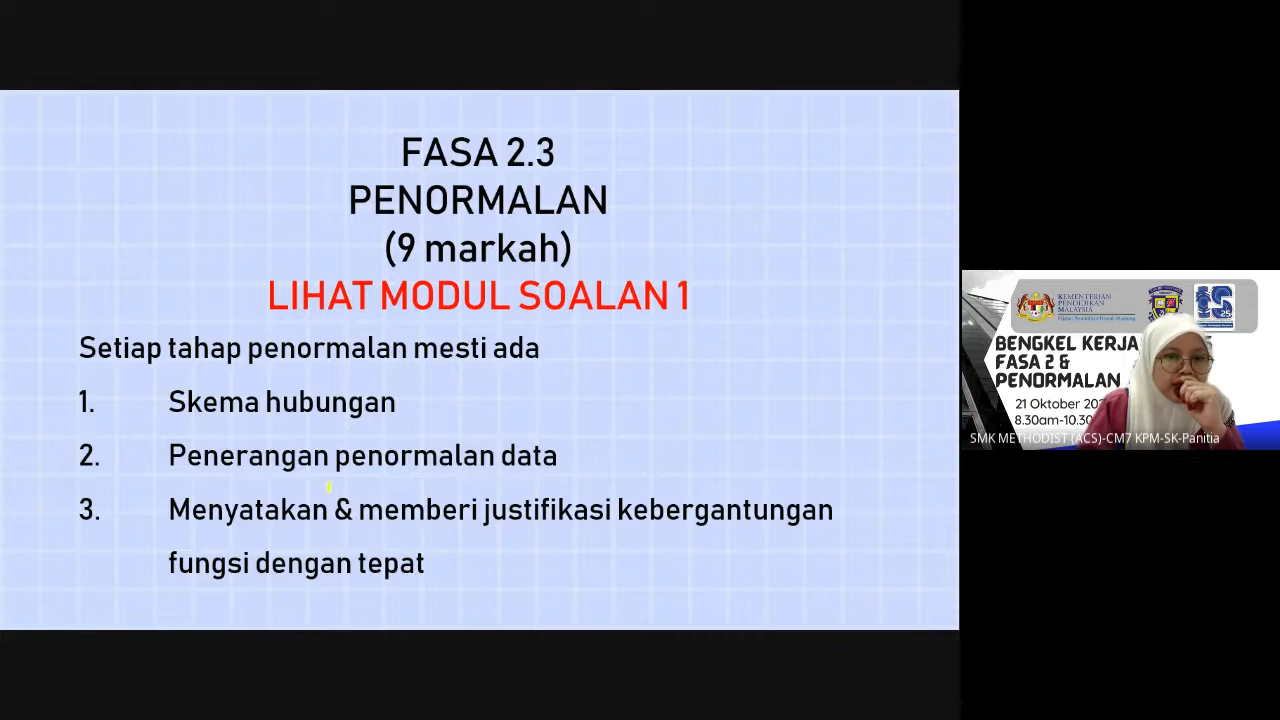 FASA 2.3
PENORMALAN
(9 markah)
LIHAT MODUL SOALAN 1
Setiap tahap penormalan mesti ada
1. Skema hubungan
2. Penerangan penormalan data
3. Menyatakan & memberi justifikasi kebergantungan
fungsi dengan tepat
KEMENTERIAN
PENDIDIKAN
MALAYSIA
BENGKEL KERJA
FASA 2 &
PENORMALAN
21 Oktober
8.30am-10.30
SMK METHODIST (ACS)-CM7 KPM-SK-Panitia